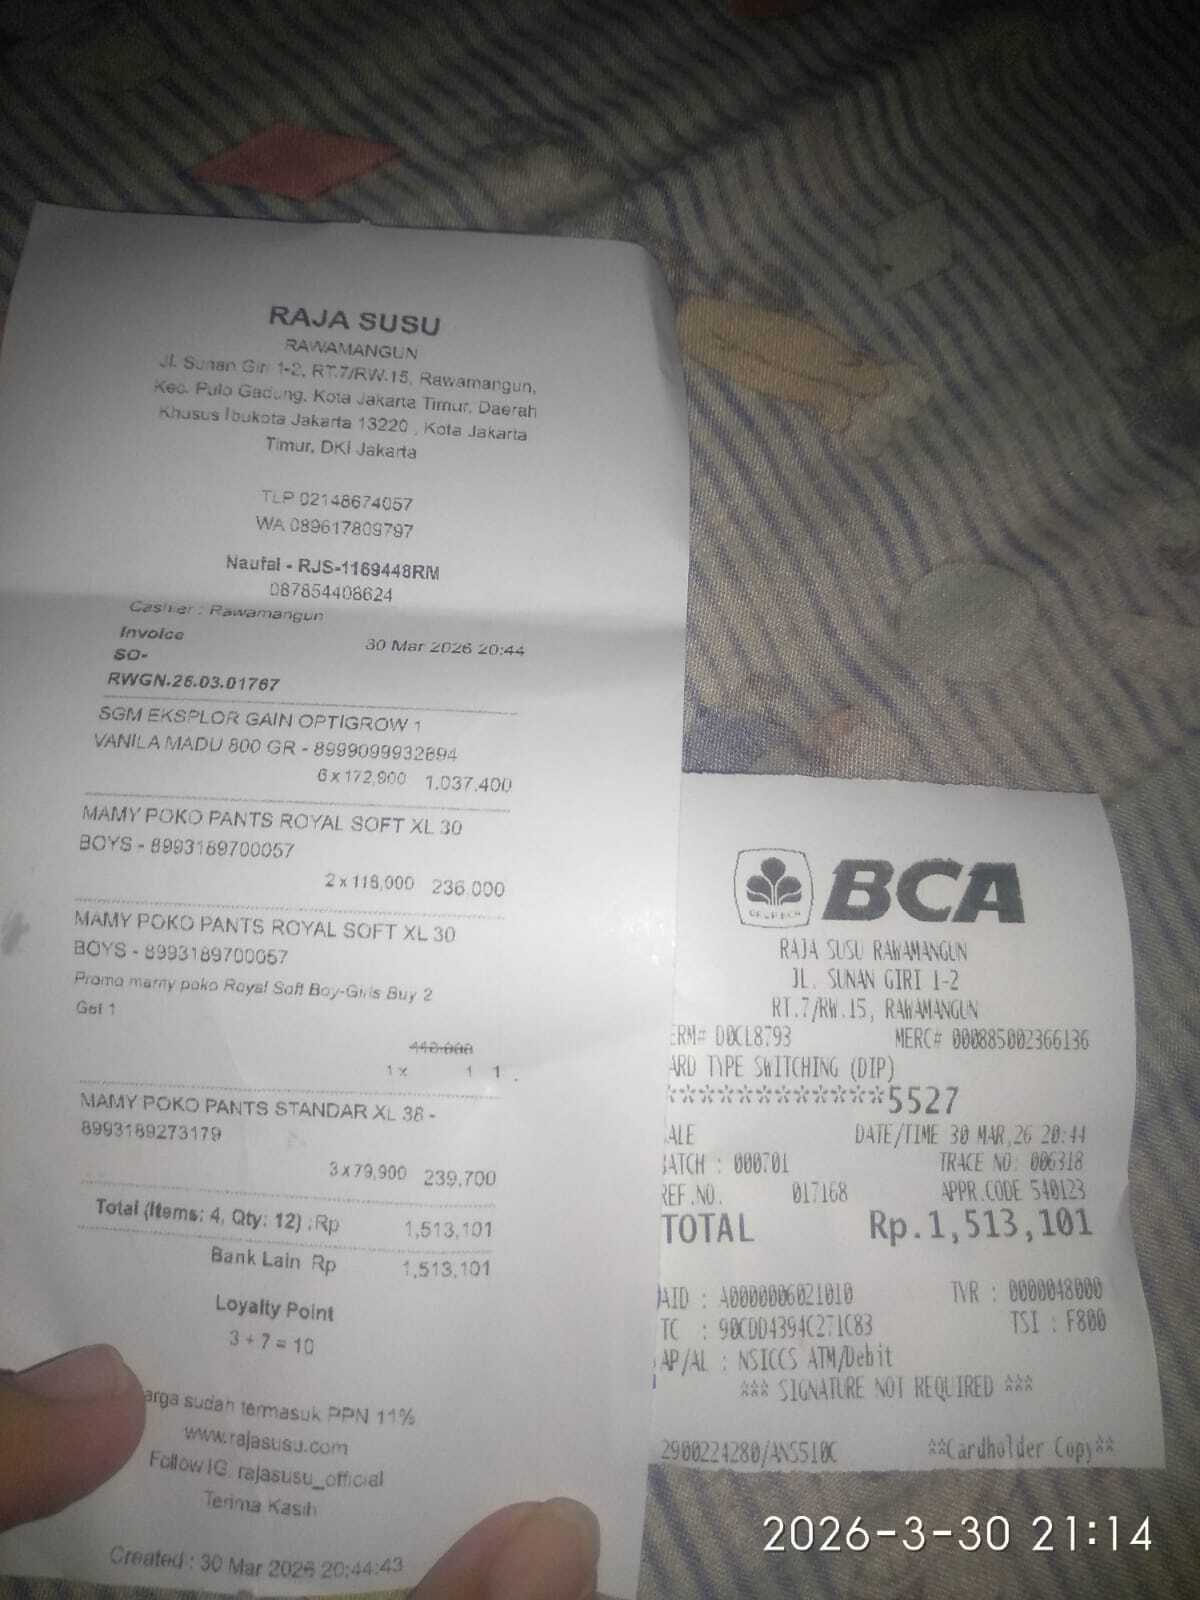 RAJA SUSU
RAWAMANGUN
Jl. Sunan Giri 1-2, RT.7/RW.15, Rawamangun,
Kec. Pulo Gadung, Kota Jakarta Timur, Daerah
Khusus Ibukota Jakarta 13220 , Kota Jakarta
Timur, DKI Jakarta
TLP 02148674057
WA 089617809797
Naufal - RJS-1169448RM
087854408624
Cashier : Rawamangun
Invoice 30 Mar 2026 20:44
SO-
RWGN.26.03.01767
SGM EKSPLOR GAIN OPTIGROW 1
VANILA MADU 800 GR - 8999099932894
6 x 172,900 1.037.400
MAMY POKO PANTS ROYAL SOFT XL 30
BOYS - 8993189700057
2 x 118,000 236.000
MAMY POKO PANTS ROYAL SOFT XL 30
BOYS - 8993189700057
Promo mamy poko Royal Soft Boy-Girls Buy 2
Get 1
118.000
1 x 1 1
MAMY POKO PANTS STANDAR XL 38 -
8993189273179
3 x 79,900 239,700
Total (Items: 4, Qty: 12) : Rp 1,513,101
Bank Lain Rp 1,513,101
Loyalty Point
3 + 7 = 10
arga sudah termasuk PPN 11%
www.rajasusu.com
Follow IG. rajasusu_official
Terima Kasih
Created : 30 Mar 2026 20:44:43
BCA
RAJA SUSU RAWAMANGUN
JL. SUNAN GIRI 1-2
RT.7/RW.15, RAWAMANGUN
ERM# D0CL8793 MERC# 000885002366136
ARD TYPE SWITCHING (DIP)
************5527
ALE DATE/TIME 30 MAR,26 20:44
BATCH : 000701 TRACE NO: 006318
REF.NO. 017168 APPR.CODE 540123
TOTAL Rp.1,513,101
AID : A0000006021010 TVR : 0000048000
TC : 90CDD4394C271C83 TSI : F800
AP/AL : NSICCS ATM/Debit
*** SIGNATURE NOT REQUIRED ***
2900224280/ANS510C **Cardholder Copy**
2026-3-30 21:14